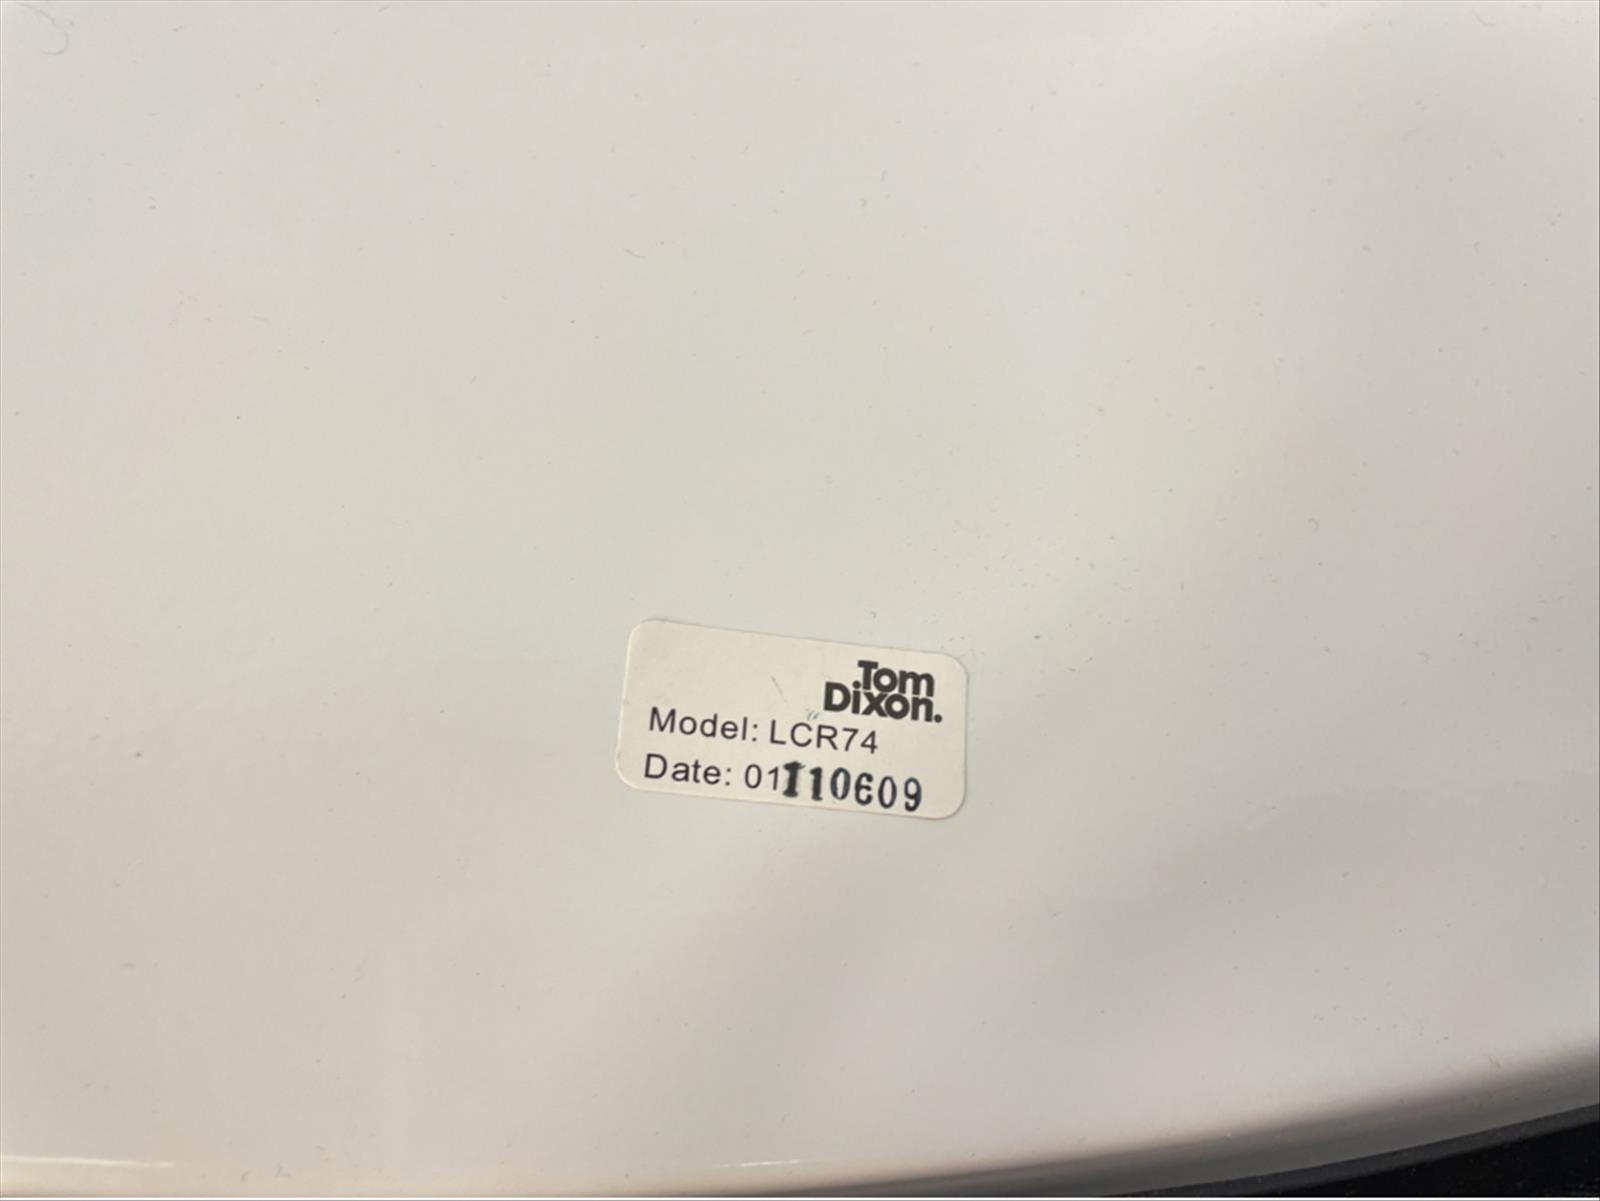 Tom
Dixon.
Model: LCR74
Date: 01110609